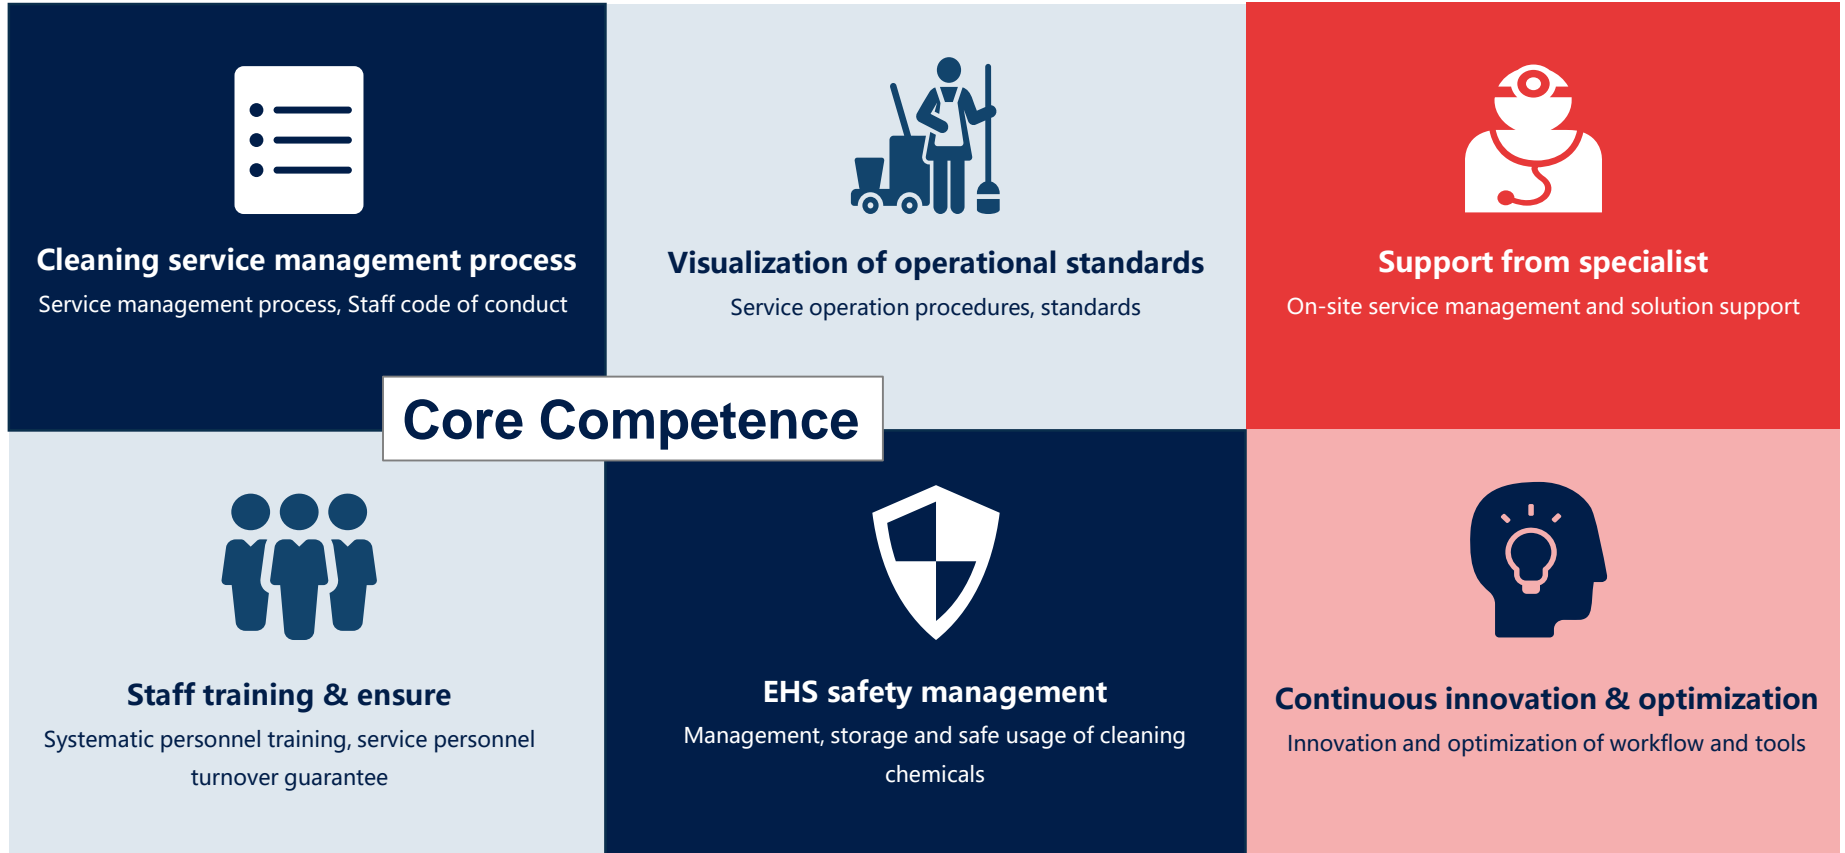 Cleaning service management process
Service management process, Staff code of conduct
Visualization of operational standards
Service operation procedures, standards
Support from specialist
On-site service management and solution support
Core Competence
Staff training & ensure
Systematic personnel training, service personnel
turnover guarantee
EHS safety management
Management, storage and safe usage of cleaning
chemicals
Continuous innovation & optimization
Innovation and optimization of workflow and tools